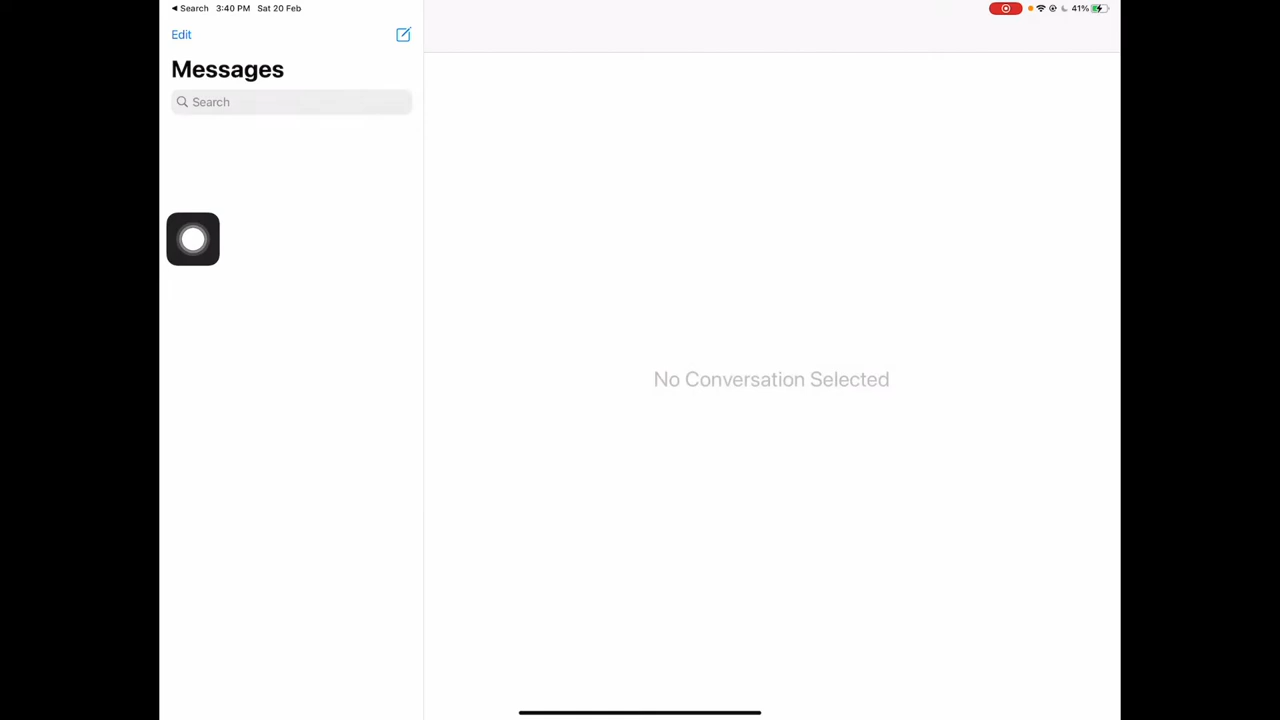 Search 3:40 PM Sat 20 Feb 41%
Edit
Messages
Search
No Conversation Selected